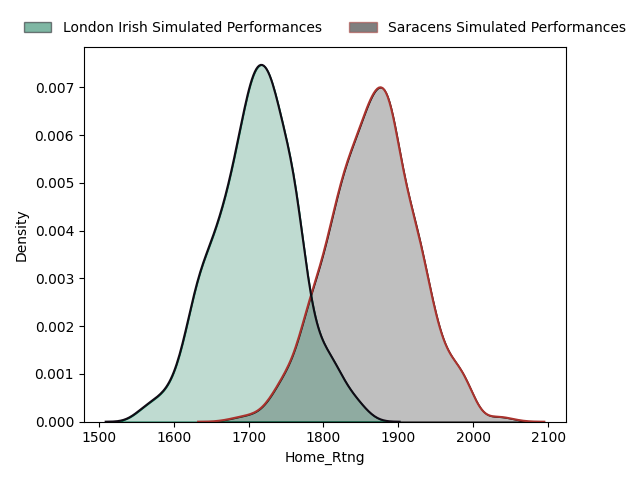 London Irish Simulated Performances
Saracens Simulated Performances
0.007
0.006
0.005
0.004
0.003
0.002
0.001
0.000
Density
1500 1600 1700 1800 1900 2000 2100
Home_Rtng